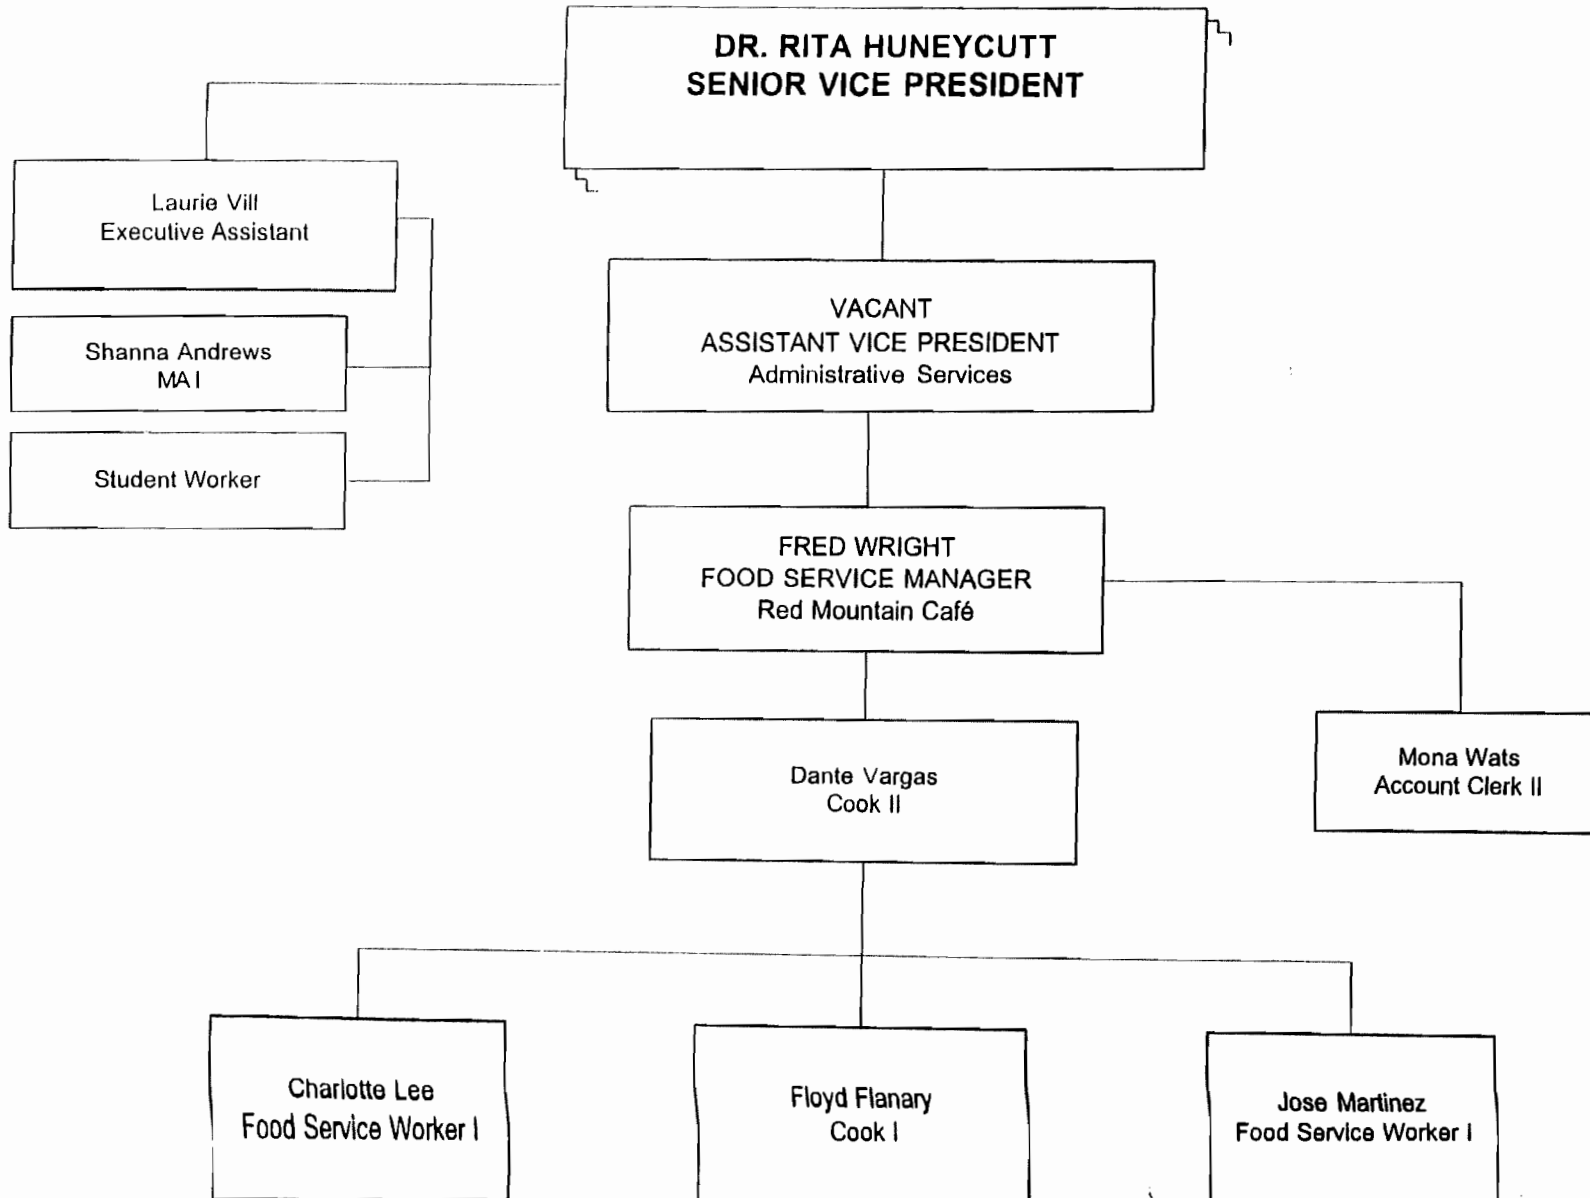 DR. RITA HUNEYCUTT
SENIOR VICE PRESIDENT
Laurie Vill
Executive Assistant
Shanna Andrews
MA I
Student Worker
VACANT
ASSISTANT VICE PRESIDENT
Administrative Services
FRED WRIGHT
FOOD SERVICE MANAGER
Red Mountain Café
Dante Vargas
Cook II
Mona Wats
Account Clerk II
Charlotte Lee
Food Service Worker I
Floyd Flanary
Cook I
Jose Martinez
Food Service Worker I